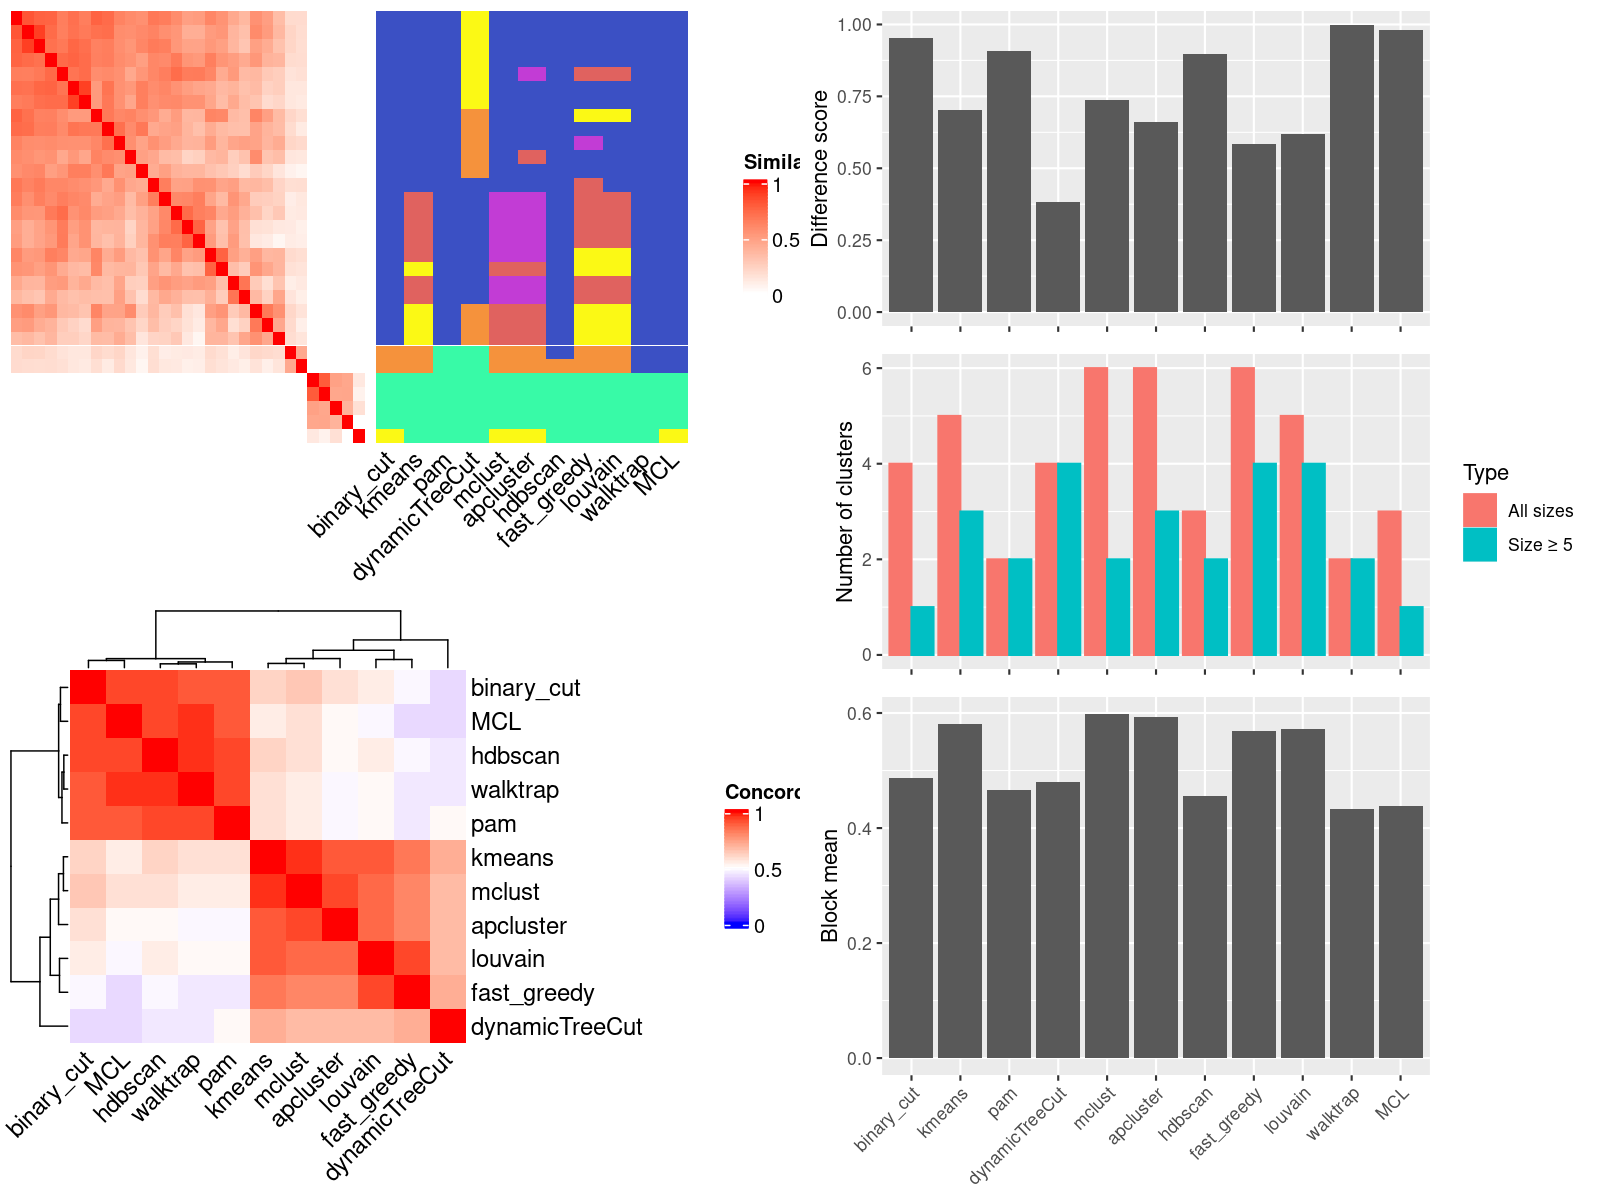 Simila
1
0.5
0
binary_cut
kmeans
pam
dynamicTreeCut
mclust
apcluster
hdbscan
fast_greedy
louvain
walktrap
MCL
binary_cut
MCL
hdbscan
walktrap
pam
kmeans
mclust
apcluster
louvain
fast_greedy
dynamicTreeCut
binary_cut
MCL
hdbscan
walktrap
pam
kmeans
mclust
apcluster
louvain
fast_greedy
dynamicTreeCut
Concord
1
0.5
0
Difference score
1.00
0.75
0.50
0.25
0.00
Number of clusters
6
4
2
0
Type
All sizes
Size ≥ 5
Block mean
0.6
0.4
0.2
0.0
binary_cut
kmeans
pam
dynamicTreeCut
mclust
apcluster
hdbscan
fast_greedy
louvain
walktrap
MCL